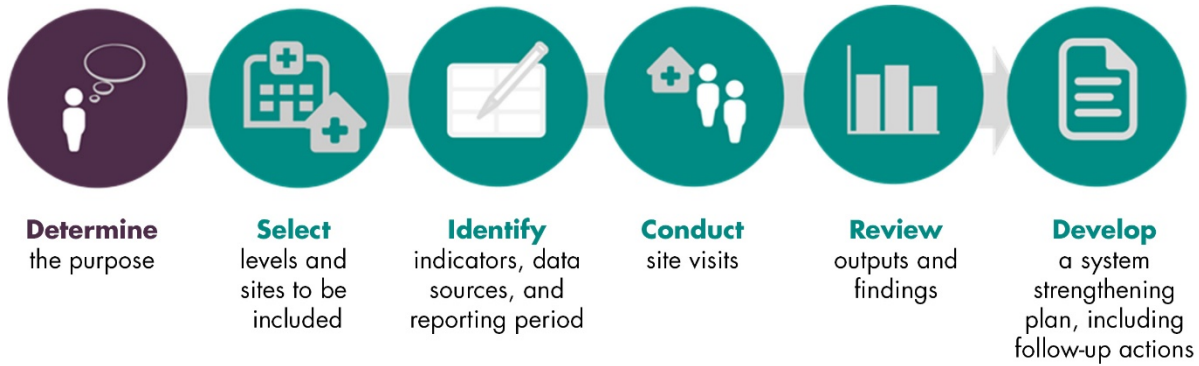 Determine
the purpose
Select
levels and
sites to be
included
Identify
indicators, data
sources, and
reporting period
Conduct
site visits
Review
outputs and
findings
Develop
a system
strengthening
plan, including
follow-up actions